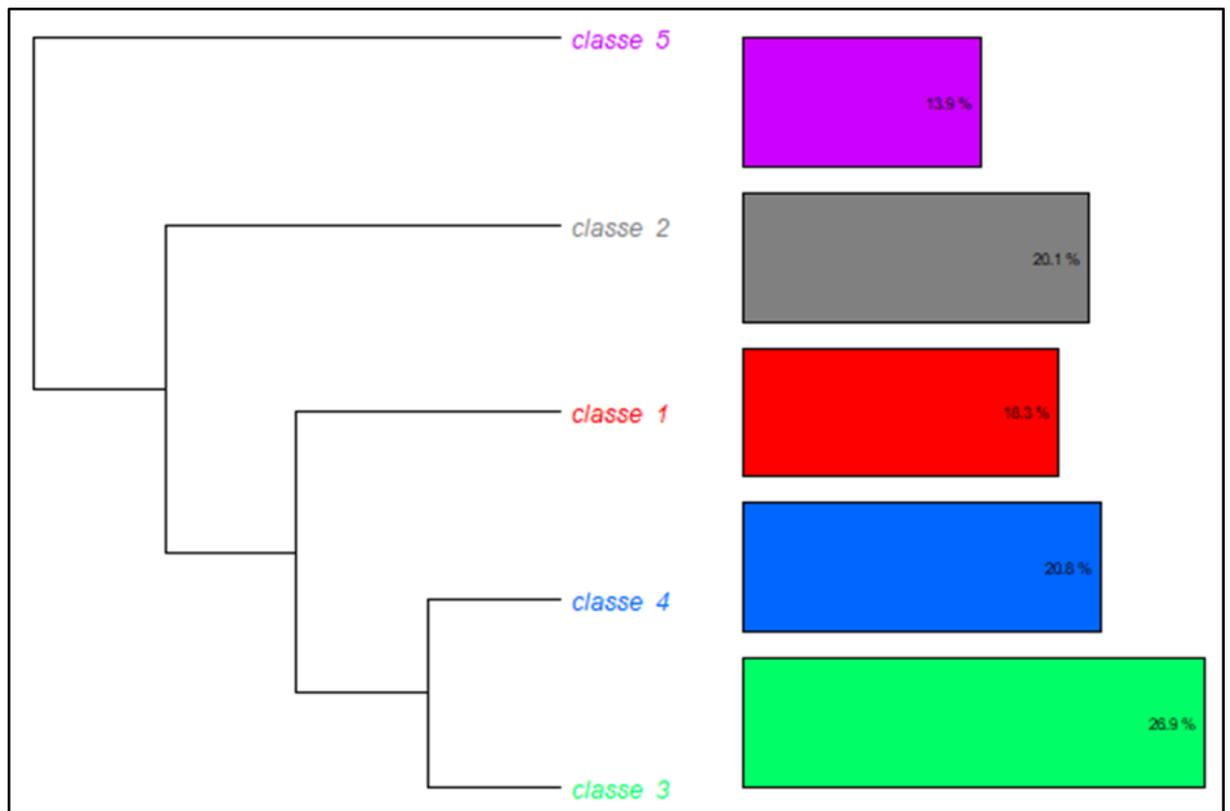 classe 5
13.9 %
classe 2
20.1 %
classe 1
18.3 %
classe 4
20.8 %
classe 3
26.9 %